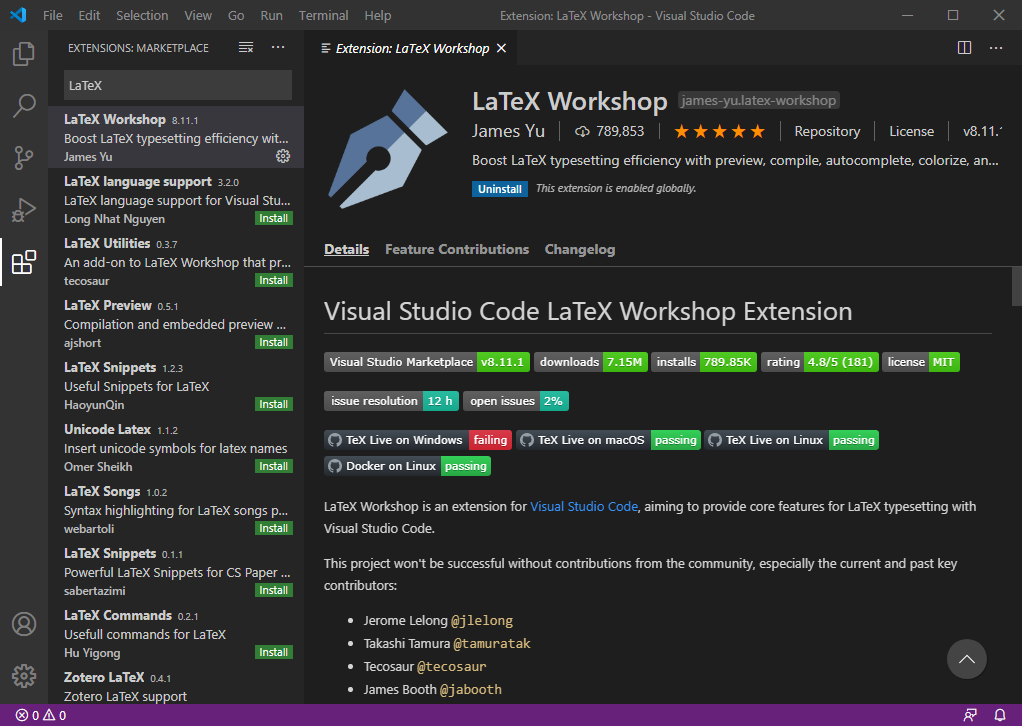 File Edit Selection View Go Run Terminal Help Extension: LaTeX Workshop - Visual Studio Code
EXTENSIONS: MARKETPLACE
LaTeX
LaTeX Workshop 8.11.1
Boost LaTeX typesetting efficiency wit...
James Yu
LaTeX language support 3.2.0
LaTeX language support for Visual Stu...
Long Nhat Nguyen Install
LaTeX Utilities 0.3.7
An add-on to LaTeX Workshop that pr...
tecosaur Install
LaTeX Preview 0.5.1
Compilation and embedded preview ...
ajshort Install
LaTeX Snippets 1.2.3
Useful Snippets for LaTeX
HaoyunQin Install
Unicode Latex 1.1.2
Insert unicode symbols for latex names
Omer Sheikh Install
LaTeX Songs 1.0.2
Syntax highlighting for LaTeX songs p...
webartoli Install
LaTeX Snippets 0.1.1
Powerful LaTeX Snippets for CS Paper ...
sabertazimi Install
LaTeX Commands 0.2.1
Usefull commands for LaTeX
Hu Yigong Install
Zotero LaTeX 0.4.1
Zotero LaTeX support
Extension: LaTeX Workshop
LaTeX Workshop james-yu.latex-workshop
James Yu 789,853 Repository License v8.11.1
Boost LaTeX typesetting efficiency with preview, compile, autocomplete, colorize, an...
Uninstall This extension is enabled globally.
Details Feature Contributions Changelog
Visual Studio Code LaTeX Workshop Extension
Visual Studio Marketplace v8.11.1 downloads 7.15M installs 789.85K rating 4.8/5 (181) license MIT
issue resolution 12 h open issues 2%
TeX Live on Windows failing TeX Live on macOS passing TeX Live on Linux passing
Docker on Linux passing
LaTeX Workshop is an extension for Visual Studio Code, aiming to provide core features for LaTeX typesetting with
Visual Studio Code.
This project won't be successful without contributions from the community, especially the current and past key
contributors:
• Jerome Lelong @jlelong
• Takashi Tamura @tamuratak
• Tecosaur @tecosaur
• James Booth @jabooth
0 0